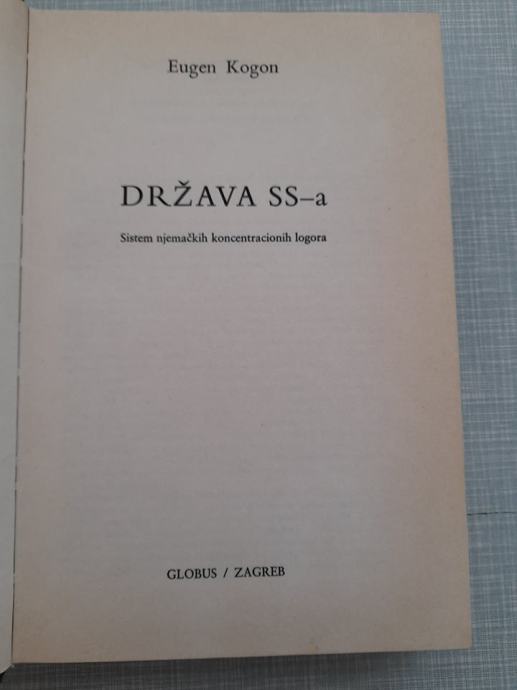 Eugen Kogon
DRŽAVA SS–a
Sistem njemačkih koncentracionih logora
GLOBUS / ZAGREB